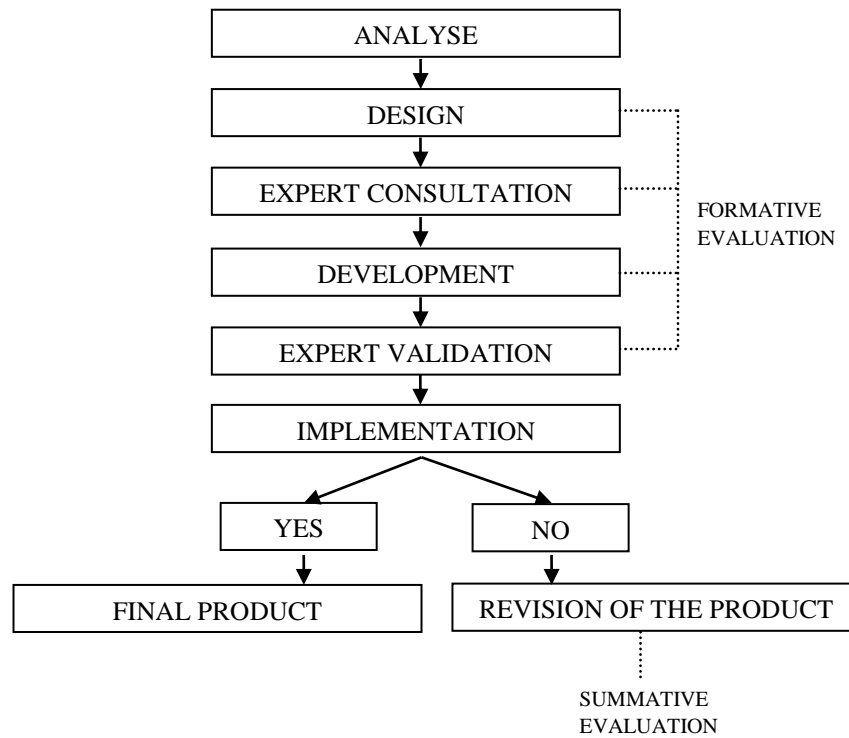 ANALYSE
DESIGN
EXPERT CONSULTATION
FORMATIVE
EVALUATION
DEVELOPMENT
EXPERT VALIDATION
IMPLEMENTATION
YES
NO
FINAL PRODUCT
REVISION OF THE PRODUCT
SUMMATIVE
EVALUATION